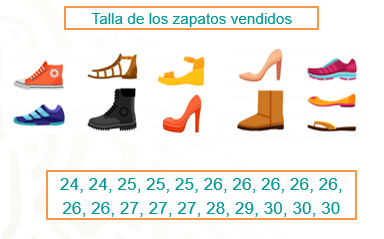 Talla de los zapatos vendidos
24, 24, 25, 25, 25, 26, 26, 26, 26, 26,
26, 26, 27, 27, 27, 28, 29, 30, 30, 30